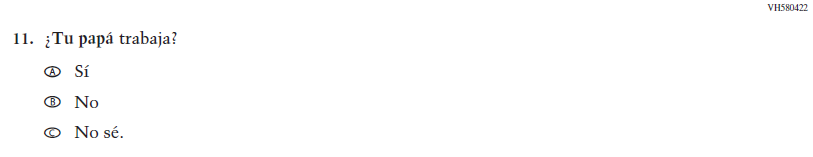 VH580422
11. ¿Tu papá trabaja?
A Sí
B No
C No sé.